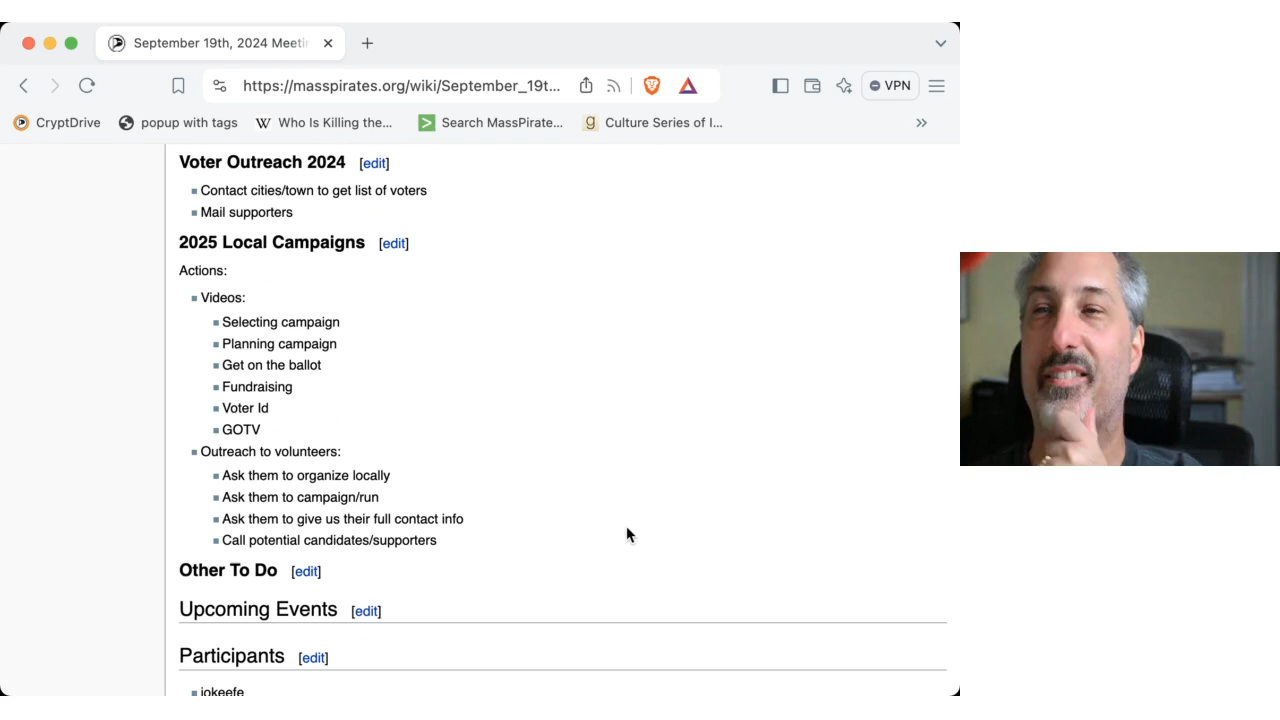 September 19th, 2024 Meeti
https://masspirates.org/wiki/September_19t...
VPN
CryptDrive
popup with tags
W
Who Is Killing the...
Search MassPirate...
g
Culture Series of I...
Voter Outreach 2024 [edit]
Contact cities/town to get list of voters
Mail supporters
2025 Local Campaigns [edit]
Actions:
Videos:
Selecting campaign
Planning campaign
Get on the ballot
Fundraising
Voter Id
GOTV
Outreach to volunteers:
Ask them to organize locally
Ask them to campaign/run
Ask them to give us their full contact info
Call potential candidates/supporters
Other To Do [edit]
Upcoming Events [edit]
Participants [edit]
jokeefe